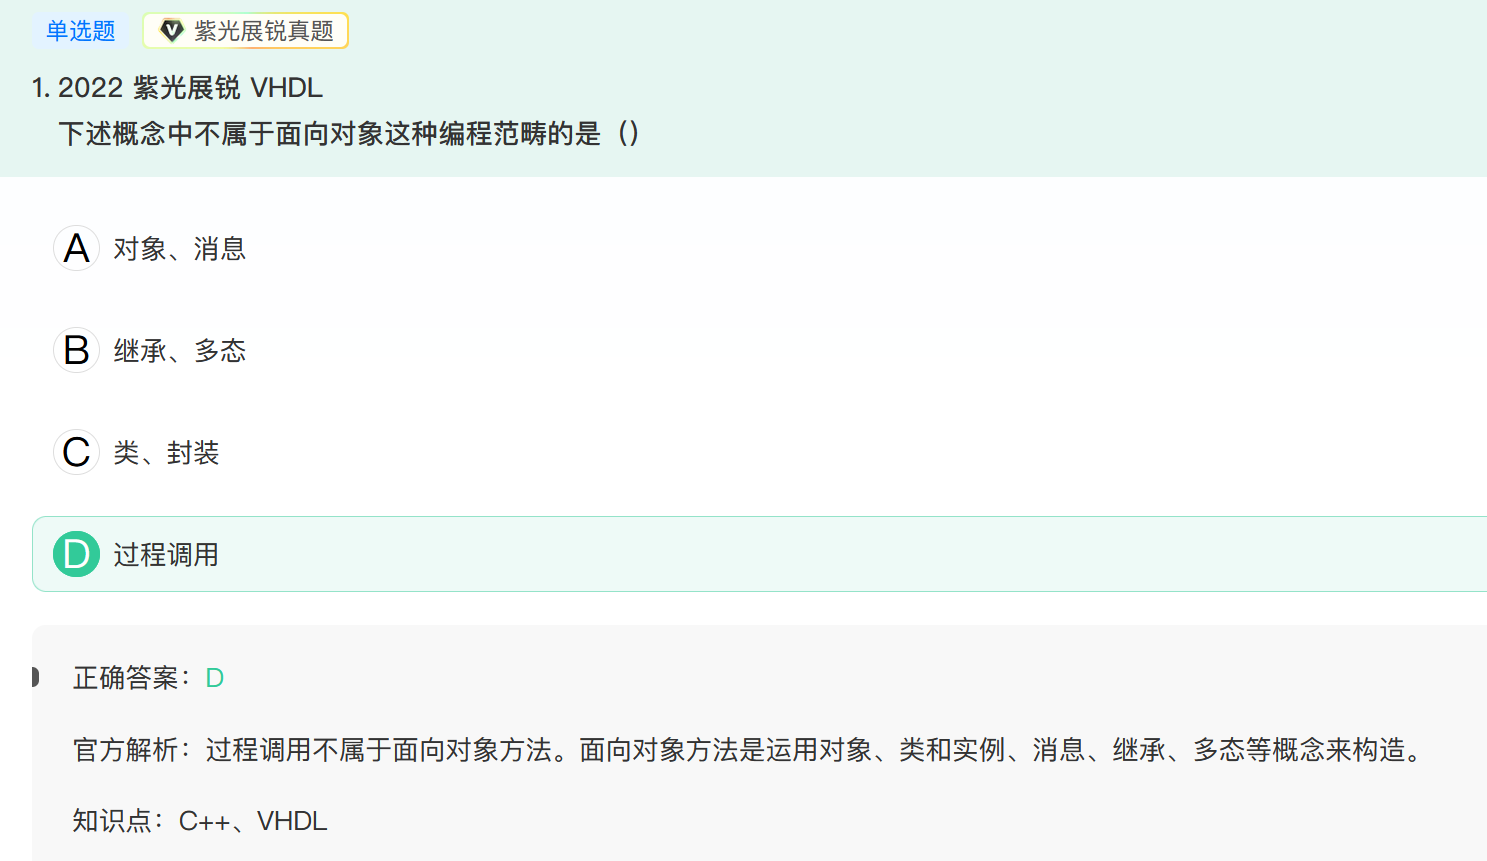 单选题 紫光展锐真题
1. 2022 紫光展锐 VHDL
下述概念中不属于面向对象这种编程范畴的是（）
A 对象、消息
B 继承、多态
C 类、封装
D 过程调用
正确答案：D
官方解析：过程调用不属于面向对象方法。面向对象方法是运用对象、类和实例、消息、继承、多态等概念来构造。
知识点：C++、VHDL